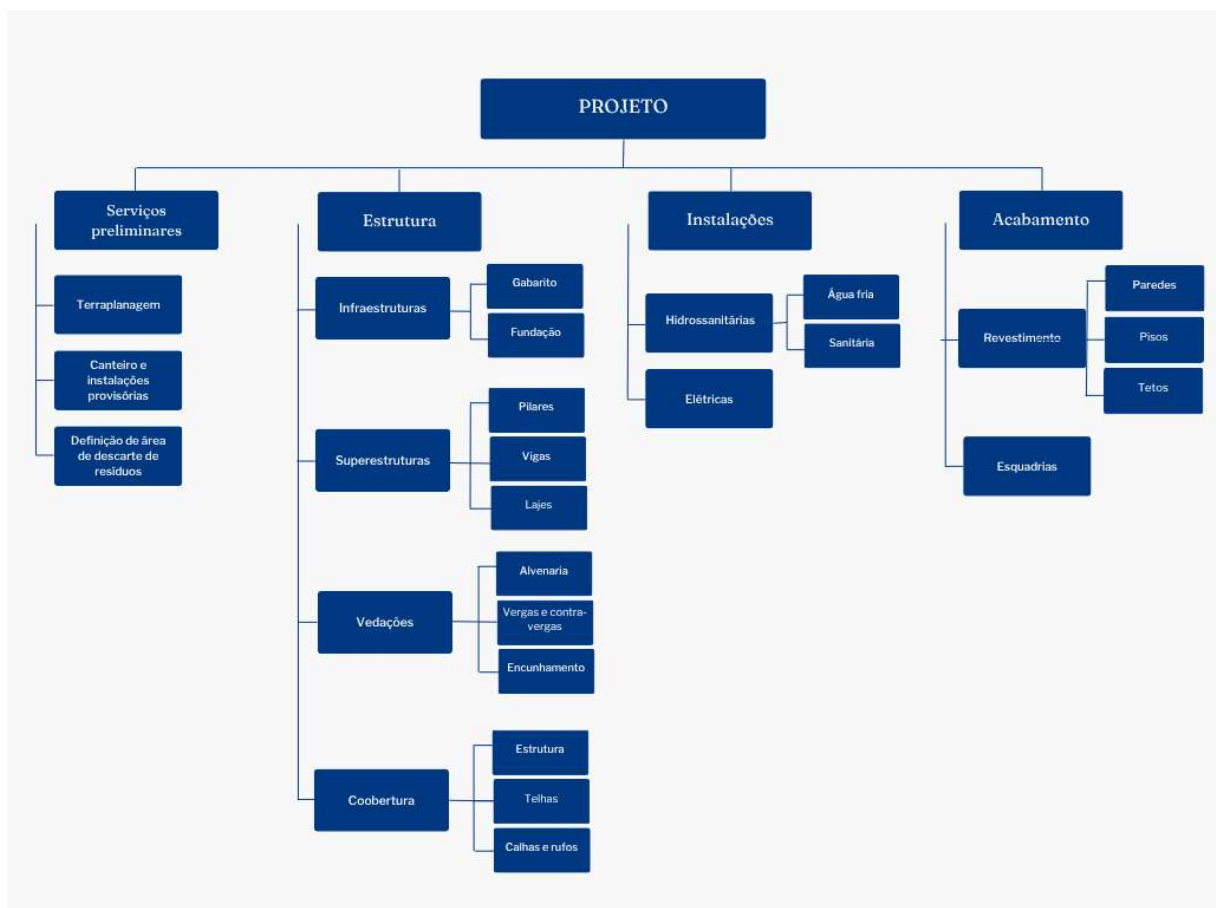 PROJETO
Serviços
preliminares
Terraplanagem
Canteiro e
instalações
provisórias
Definição de área
de descarte de
resíduos
Estrutura
Infraestruturas
Gabarito
Fundação
Superestruturas
Pilares
Vigas
Lajes
Vedações
Alvenaria
Vergas e contra-
vergas
Encunhamento
Coobertura
Estrutura
Telhas
Calhas e rufos
Instalações
Hidrossanitárias
Água fria
Sanitária
Elétricas
Acabamento
Revestimento
Paredes
Pisos
Tetos
Esquadrias